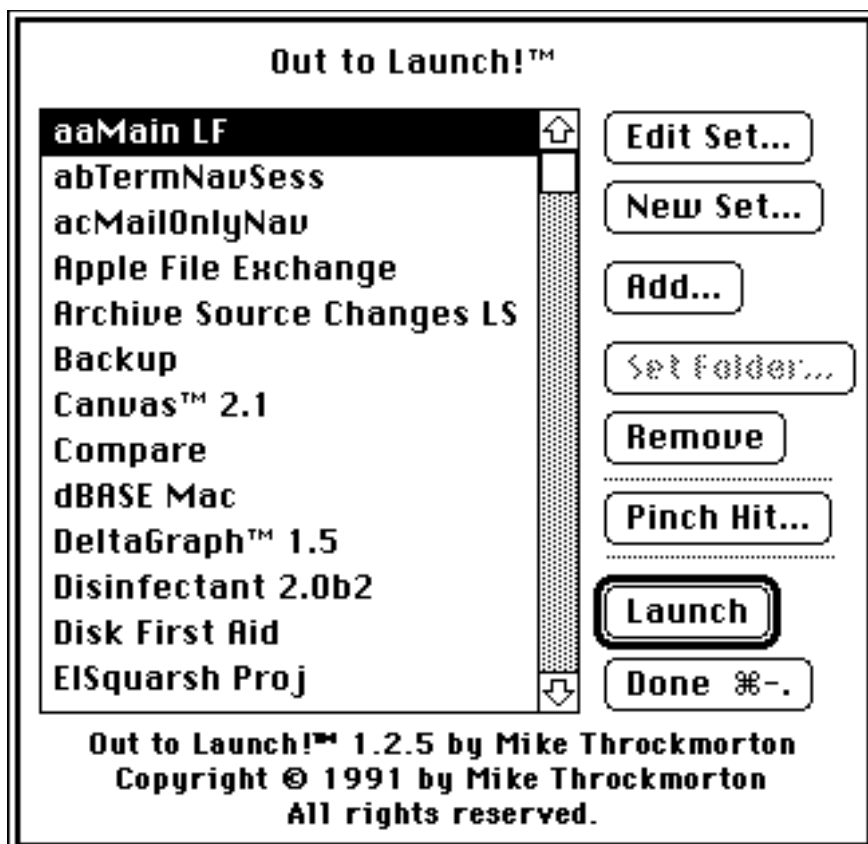 Out to Launch!™
aaMain LF
abTermNavSess
acMailOnlyNav
Apple File Exchange
Archive Source Changes LS
Backup
Canvas™ 2.1
Compare
dBASE Mac
DeltaGraph™ 1.5
Disinfectant 2.0b2
Disk First Aid
ElSquarsh Proj
Edit Set...
New Set...
Add...
Set Folder...
Remove
Pinch Hit...
Launch
Done ⌘-.
Out to Launch!™ 1.2.5 by Mike Throckmorton
Copyright © 1991 by Mike Throckmorton
All rights reserved.